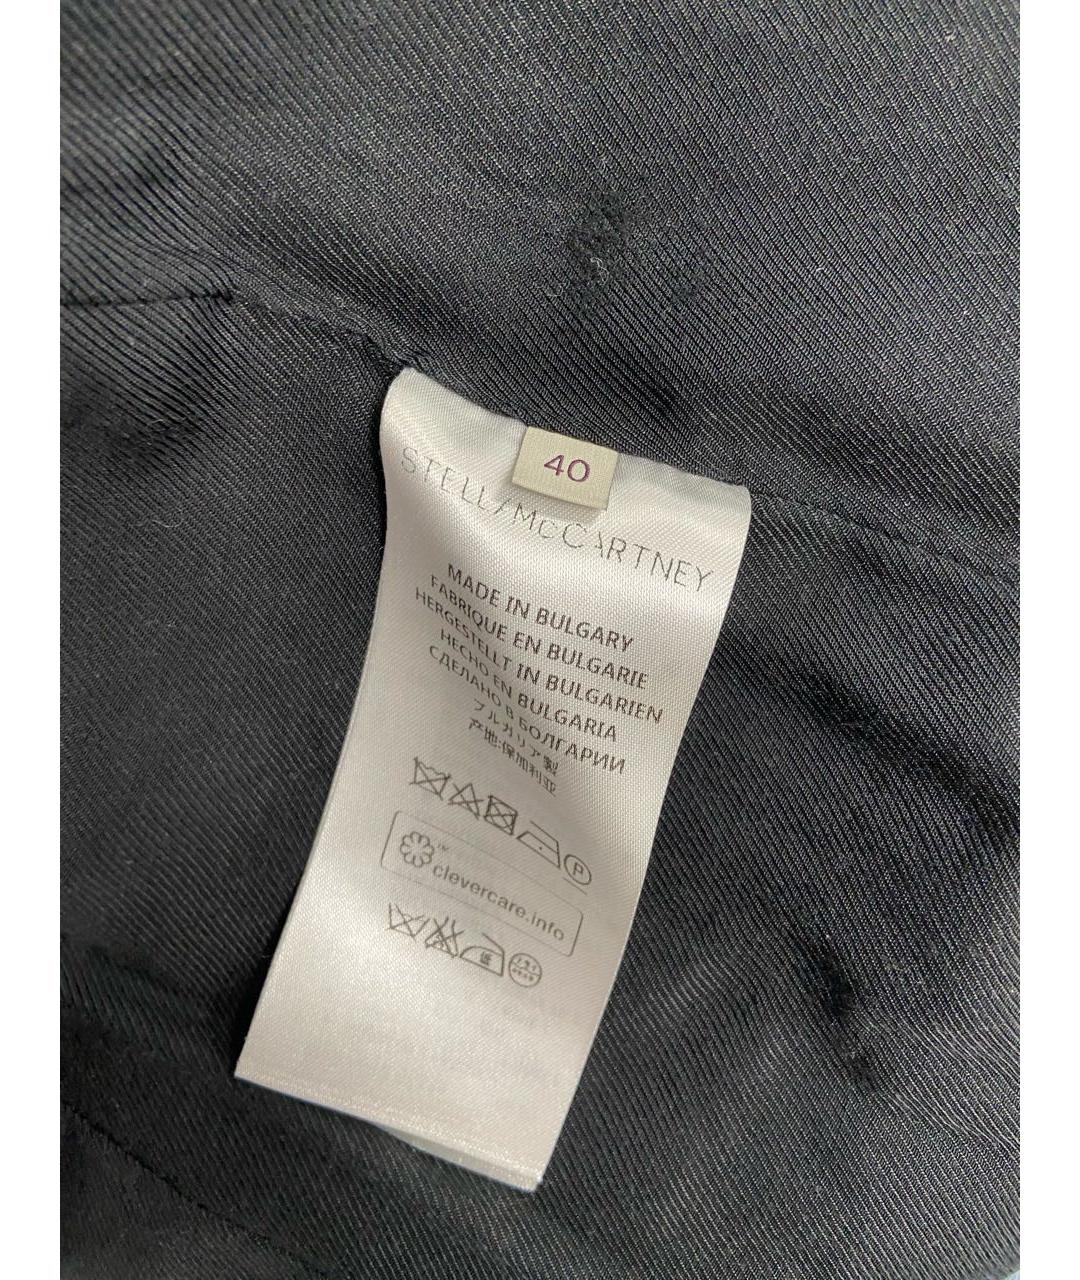 40
STELLA McCARTNEY
MADE IN BULGARY
FABRIQUE EN BULGARIE
HERGESTELLT IN BULGARIEN
HECHO EN BULGARIA
СДЕЛАНО В БОЛГАРИИ
ブルガリア製
产地:保加利亚
P
clevercare.info
低